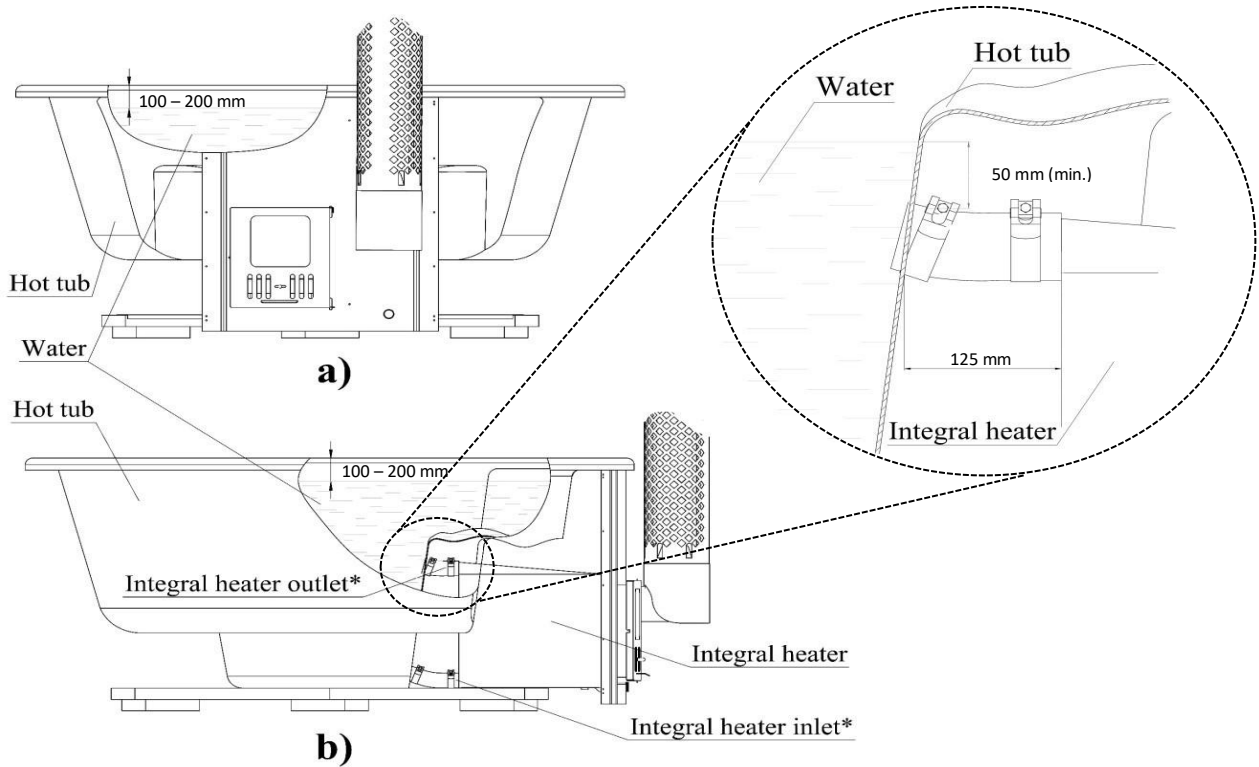 100 – 200 mm
Hot tub
Water
a)
Hot tub
Water
50 mm (min.)
125 mm
Integral heater
Hot tub
100 – 200 mm
Integral heater outlet*
Integral heater
Integral heater inlet*
b)